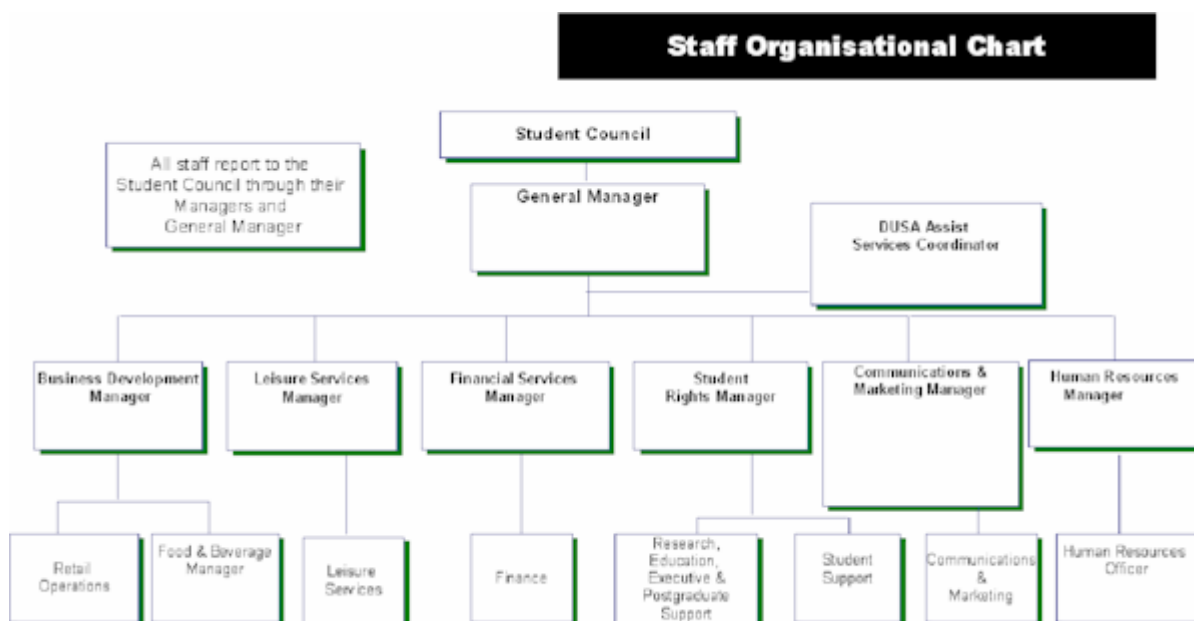 Staff Organisational Chart
Student Council
All staff report to the
Student Council through their
Managers and
General Manager
General Manager
DUSA Assist
Services Coordinator
Business Development
Manager
Leisure Services
Manager
Financial Services
Manager
Student
Rights Manager
Communications &
Marketing Manager
Human Resources
Manager
Retail
Operations
Food & Beverage
Manager
Leisure
Services
Finance
Research,
Education,
Executive &
Postgraduate
Support
Student
Support
Communications
&
Marketing
Human Resources
Officer